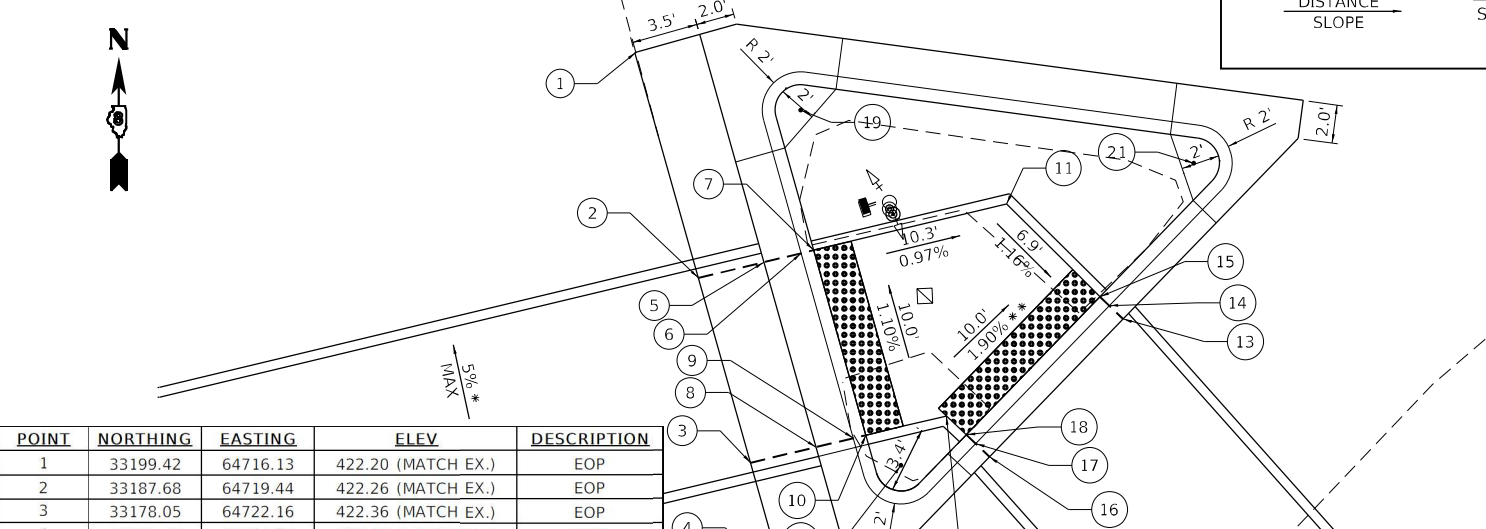 DISTANCE
SLOPE
S
N
8
3.5'
2.0'
R 2'
1
2'
19
R 2'
2.0'
21
2'
11
7
2
10.3'
0.97%
6.9'
1.16%
15
14
13
5
6
10.0'
1.10%
10.0'
1.90% * *
9
8
3
5% *
MAX
18
17
16
3.4'
10
2'
4
POINT NORTHING EASTING ELEV DESCRIPTION
1 33199.42 64716.13 422.20 (MATCH EX.) EOP
2 33187.68 64719.44 422.26 (MATCH EX.) EOP
3 33178.05 64722.16 422.36 (MATCH EX.) EOP